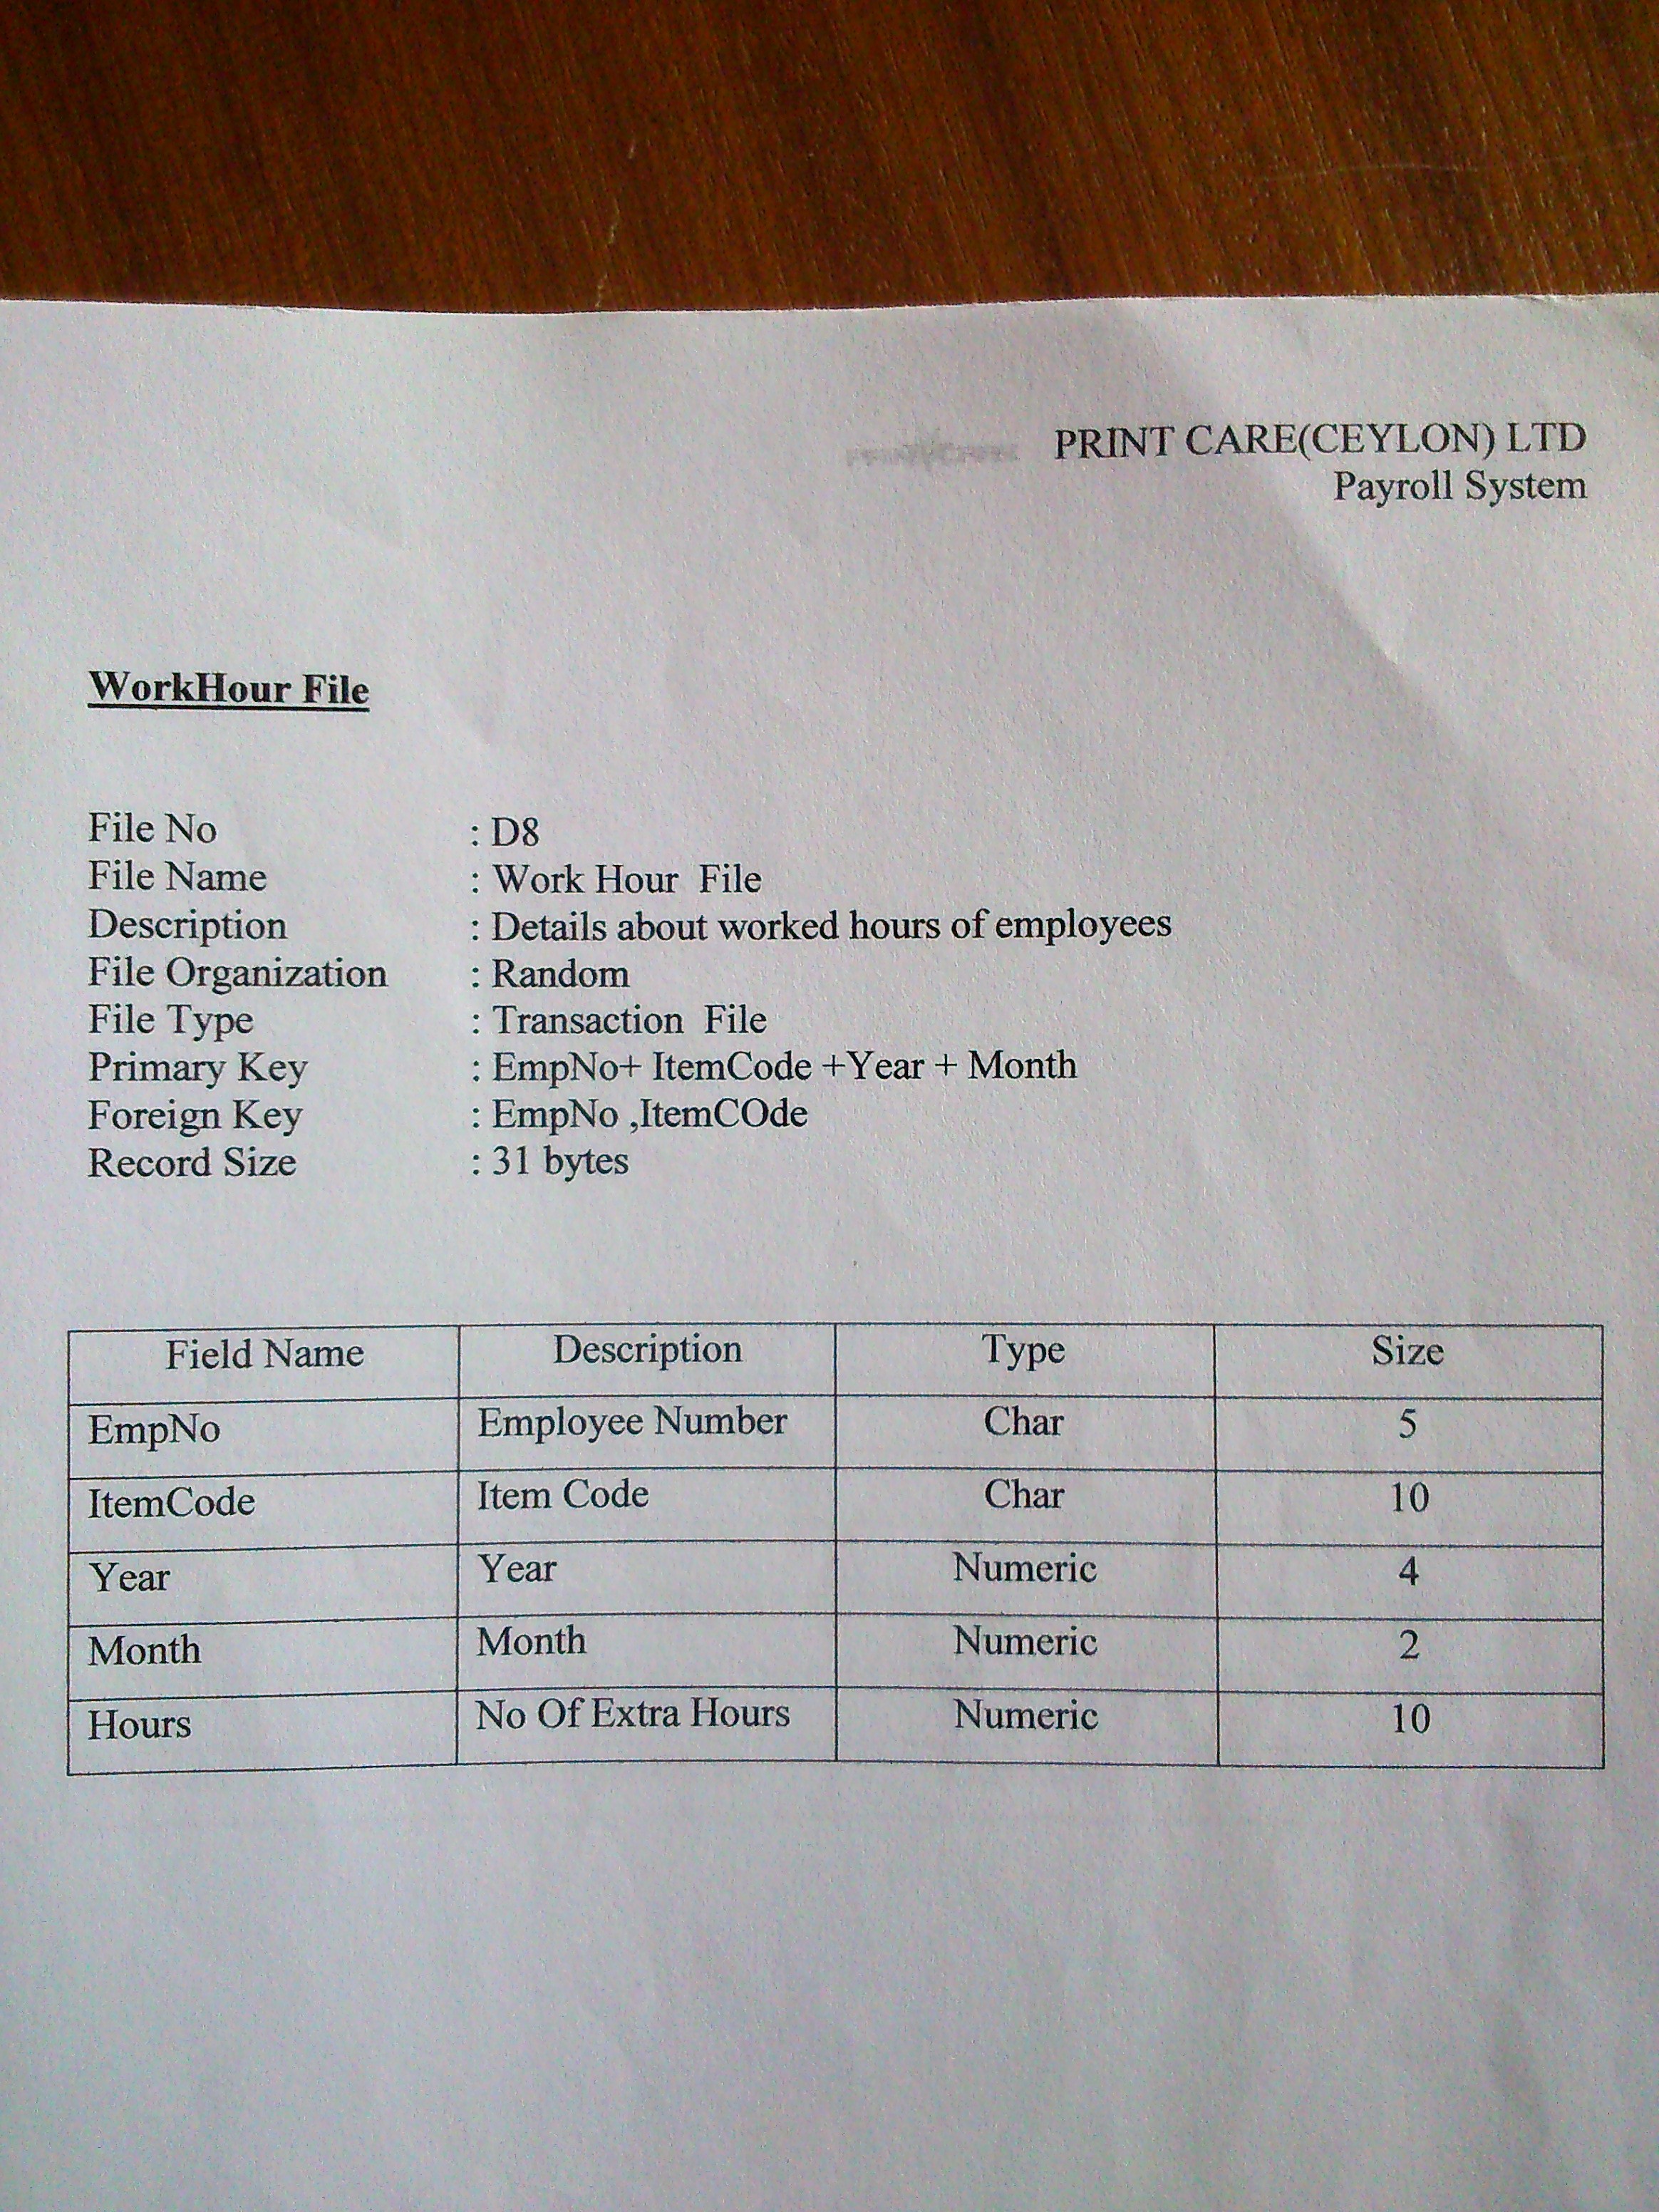 PRINT CARE(CEYLON) LTD
Payroll System
WorkHour File
File No : D8
File Name : Work Hour File
Description : Details about worked hours of employees
File Organization : Random
File Type : Transaction File
Primary Key : EmpNo+ ItemCode +Year + Month
Foreign Key : EmpNo ,ItemCOde
Record Size : 31 bytes
Field Name Description Type Size
EmpNo Employee Number Char 5
ItemCode Item Code Char 10
Year Year Numeric 4
Month Month Numeric 2
Hours No Of Extra Hours Numeric 10